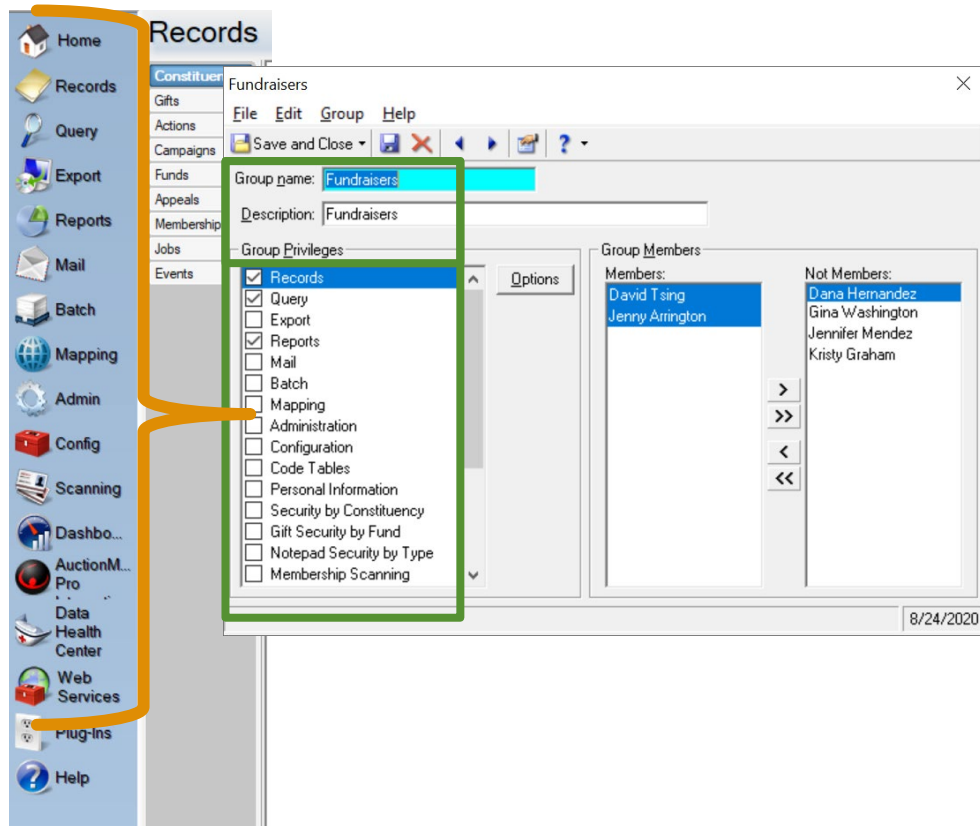 Home
Records
Query
Export
Reports
Mail
Batch
Mapping
Admin
Config
Scanning
Dashbo...
AuctionM...
Pro
Data
Health
Center
Web
Services
Plug-Ins
Help
Records
Gifts
Actions
Campaigns
Funds
Appeals
Membership
Jobs
Events
Fundraisers
File Edit Group Help
Save and Close
Group name: Fundraisers
Description: Fundraisers
Group Privileges
Records
Query
Export
Reports
Mail
Batch
Mapping
Administration
Configuration
Code Tables
Personal Information
Security by Constituency
Gift Security by Fund
Notepad Security by Type
Membership Scanning
Options
Group Members
Members:
David Tsing
Jenny Arrington
>
>>
<
<<
Not Members:
Dana Hernandez
Gina Washington
Jennifer Mendez
Kristy Graham
8/24/2020